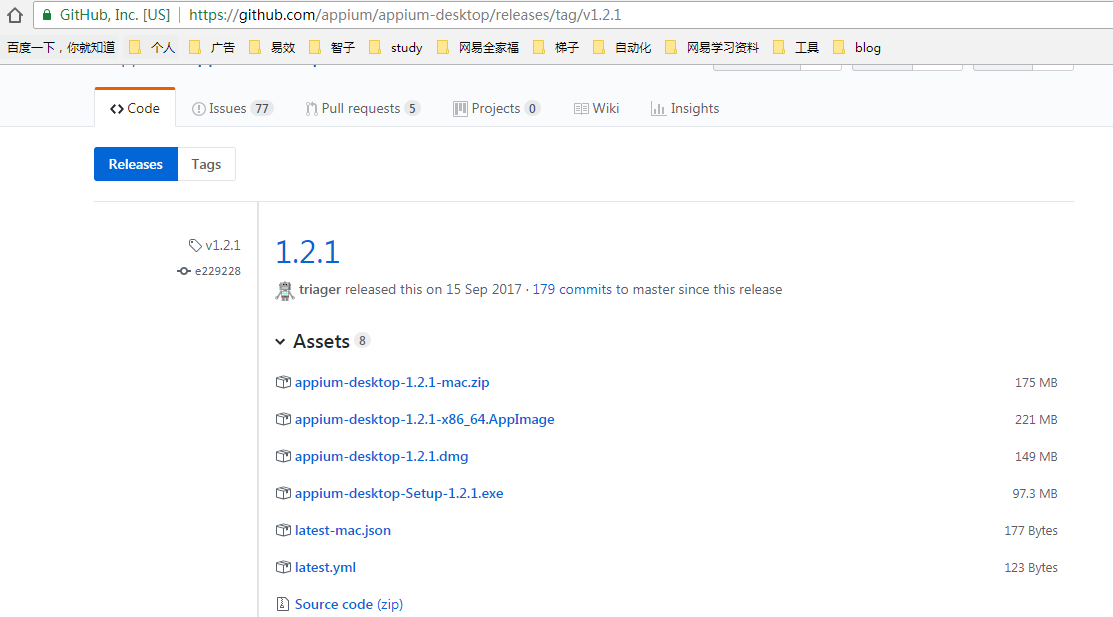 GitHub, Inc. [US] | https://github.com/appium/appium-desktop/releases/tag/v1.2.1
百度一下，你就知道 个人 广告 易效 智子 study 网易全家福 梯子 自动化 网易学习资料 工具 blog
Code Issues 77 Pull requests 5 Projects 0 Wiki Insights
Releases Tags
v1.2.1
e229228
1.2.1
triager released this on 15 Sep 2017 · 179 commits to master since this release
Assets 8
appium-desktop-1.2.1-mac.zip 175 MB
appium-desktop-1.2.1-x86_64.AppImage 221 MB
appium-desktop-1.2.1.dmg 149 MB
appium-desktop-Setup-1.2.1.exe 97.3 MB
latest-mac.json 177 Bytes
latest.yml 123 Bytes
Source code (zip)